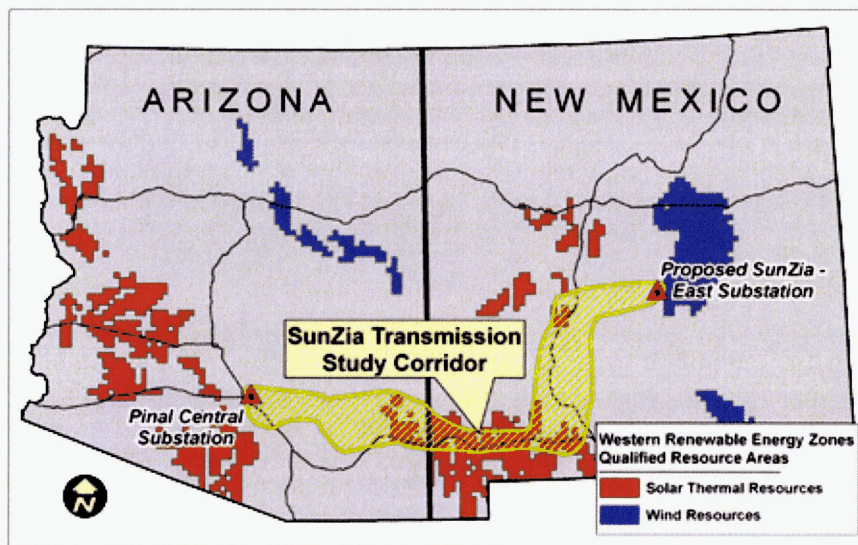 ARIZONA
NEW MEXICO
Proposed SunZia -
East Substation
SunZia Transmission
Study Corridor
Pinal Central
Substation
Western Renewable Energy Zones
Qualified Resource Areas
Solar Thermal Resources
Wind Resources
N